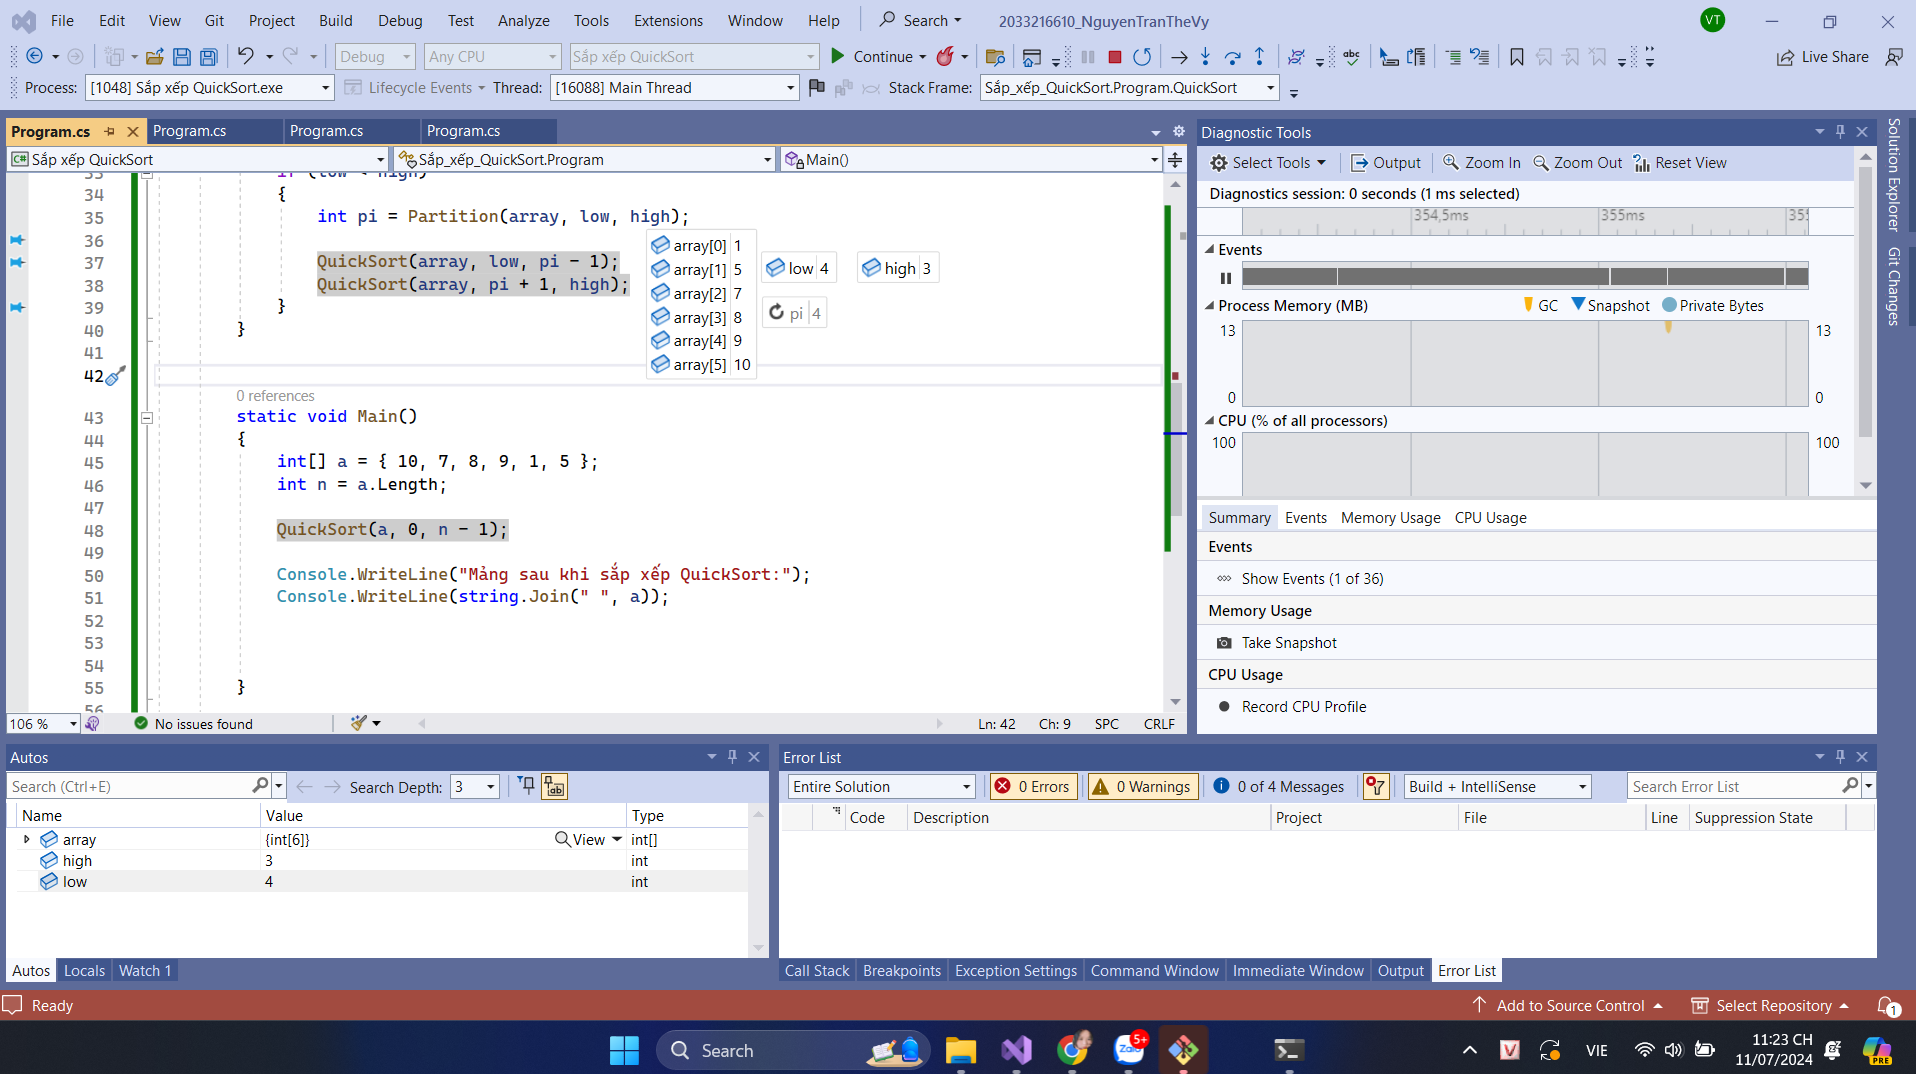 File Edit View Git Project Build Debug Test Analyze Tools Extensions Window Help Search 2033216610_NguyenTranTheVy VT
Debug Any CPU Sắp xếp QuickSort Continue Live Share
Process: [1048] Sắp xếp QuickSort.exe Lifecycle Events Thread: [16088] Main Thread Stack Frame: Sắp_xếp_QuickSort.Program.QuickSort
Program.cs Program.cs Program.cs Program.cs
C# Sắp xếp QuickSort Sắp_xếp_QuickSort.Program Main()
33 if (low < high)
34 {
35 int pi = Partition(array, low, high);
36
37 QuickSort(array, low, pi - 1);
38 QuickSort(array, pi + 1, high);
39 }
40 }
41
42
array[0] 1
array[1] 5
array[2] 7
array[3] 8
array[4] 9
array[5] 10
low 4
high 3
pi 4
0 references
43 static void Main()
44 {
45 int[] a = { 10, 7, 8, 9, 1, 5 };
46 int n = a.Length;
47
48 QuickSort(a, 0, n - 1);
49
50 Console.WriteLine("Mảng sau khi sắp xếp QuickSort:");
51 Console.WriteLine(string.Join(" ", a));
52
53
54
55 }
56
106 % No issues found Ln: 42 Ch: 9 SPC CRLF
Diagnostic Tools
Select Tools Output Zoom In Zoom Out Reset View
Diagnostics session: 0 seconds (1 ms selected)
354,5ms 355ms 355
Events
Process Memory (MB) GC Snapshot Private Bytes
13 13
0 0
CPU (% of all processors)
100 100
Summary Events Memory Usage CPU Usage
Events
Show Events (1 of 36)
Memory Usage
Take Snapshot
CPU Usage
Record CPU Profile
Solution Explorer
Git Changes
Autos
Search (Ctrl+E) Search Depth: 3
Name Value Type
array {int[6]} View int[]
high 3 int
low 4 int
Autos Locals Watch 1
Error List
Entire Solution 0 Errors 0 Warnings 0 of 4 Messages Build + IntelliSense Search Error List
Code Description Project File Line Suppression State
Call Stack Breakpoints Exception Settings Command Window Immediate Window Output Error List
Ready Add to Source Control Select Repository 1
Search Zalo 5+ VIE 11:23 CH
11/07/2024 PRE